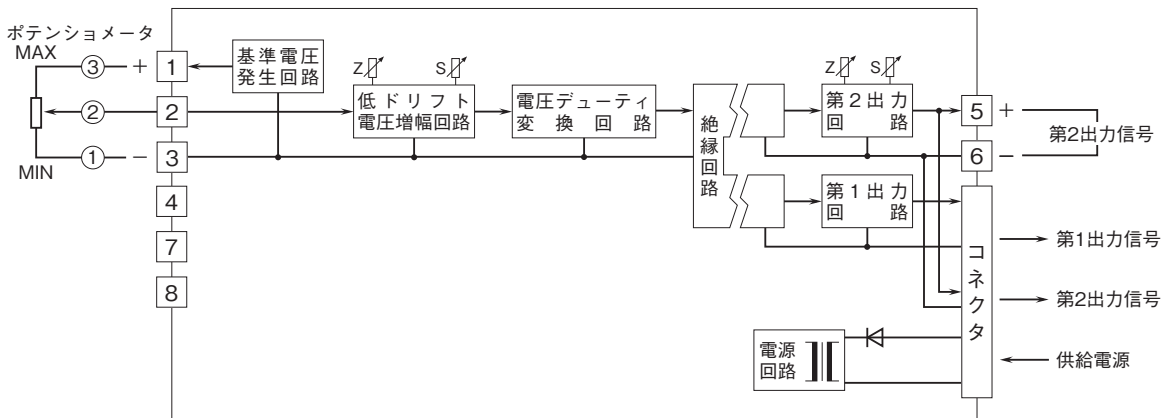 ポテンショメータ
MAX
③
+
1
基準電圧
発生回路
②
2
Z
S
低ドリフト
電圧増幅回路
電圧デューティ
変換回路
①
−
3
MIN
4
7
8
絶縁回路
Z
S
第2出力
回路
5
+
6
−
第2出力信号
第1出力
回路
コネクタ
第1出力信号
第2出力信号
供給電源
電源
回路